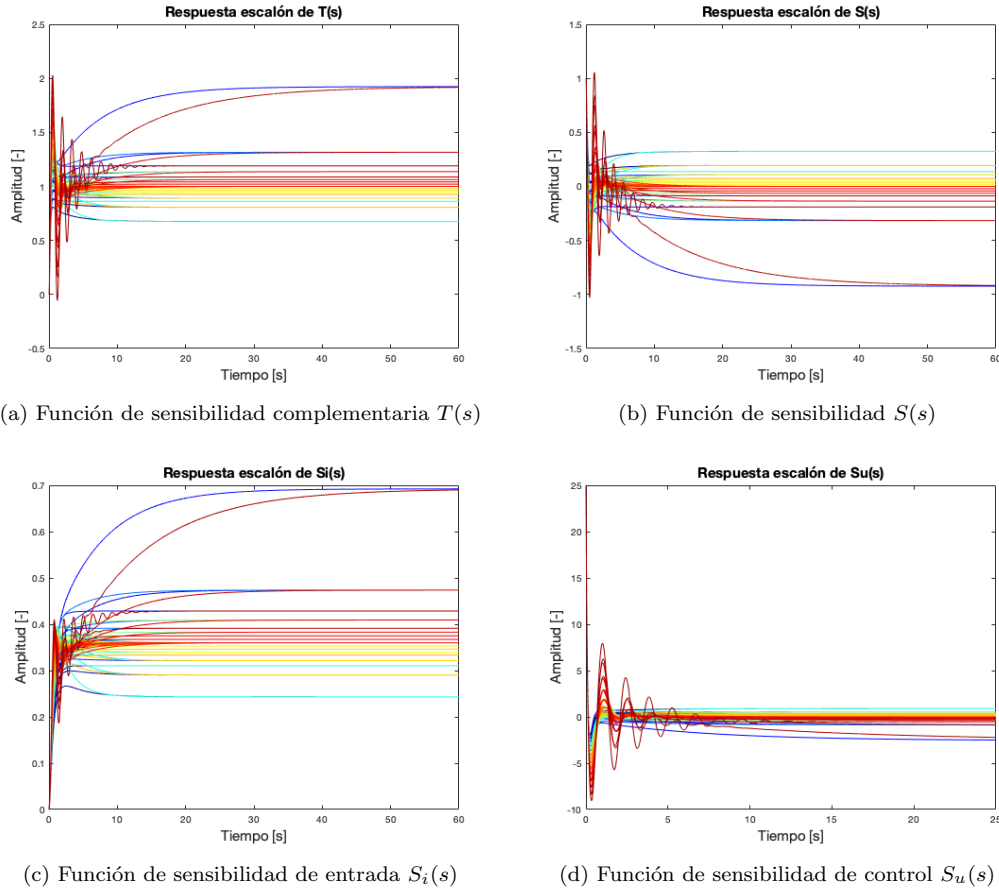 Respuesta escalón de T(s)
Amplitud [-]
2.5
2
1.5
1
0.5
0
-0.5
0 10 20 30 40 50 60
Tiempo [s]
(a) Función de sensibilidad complementaria T(s)
Respuesta escalón de S(s)
Amplitud [-]
1.5
1
0.5
0
-0.5
-1
-1.5
0 10 20 30 40 50 60
Tiempo [s]
(b) Función de sensibilidad S(s)
Respuesta escalón de Si(s)
Amplitud [-]
0.7
0.6
0.5
0.4
0.3
0.2
0.1
0
0 10 20 30 40 50 60
Tiempo [s]
(c) Función de sensibilidad de entrada Si(s)
Respuesta escalón de Su(s)
Amplitud [-]
25
20
15
10
5
0
-5
-10
0 5 10 15 20 25
Tiempo [s]
(d) Función de sensibilidad de control Su(s)